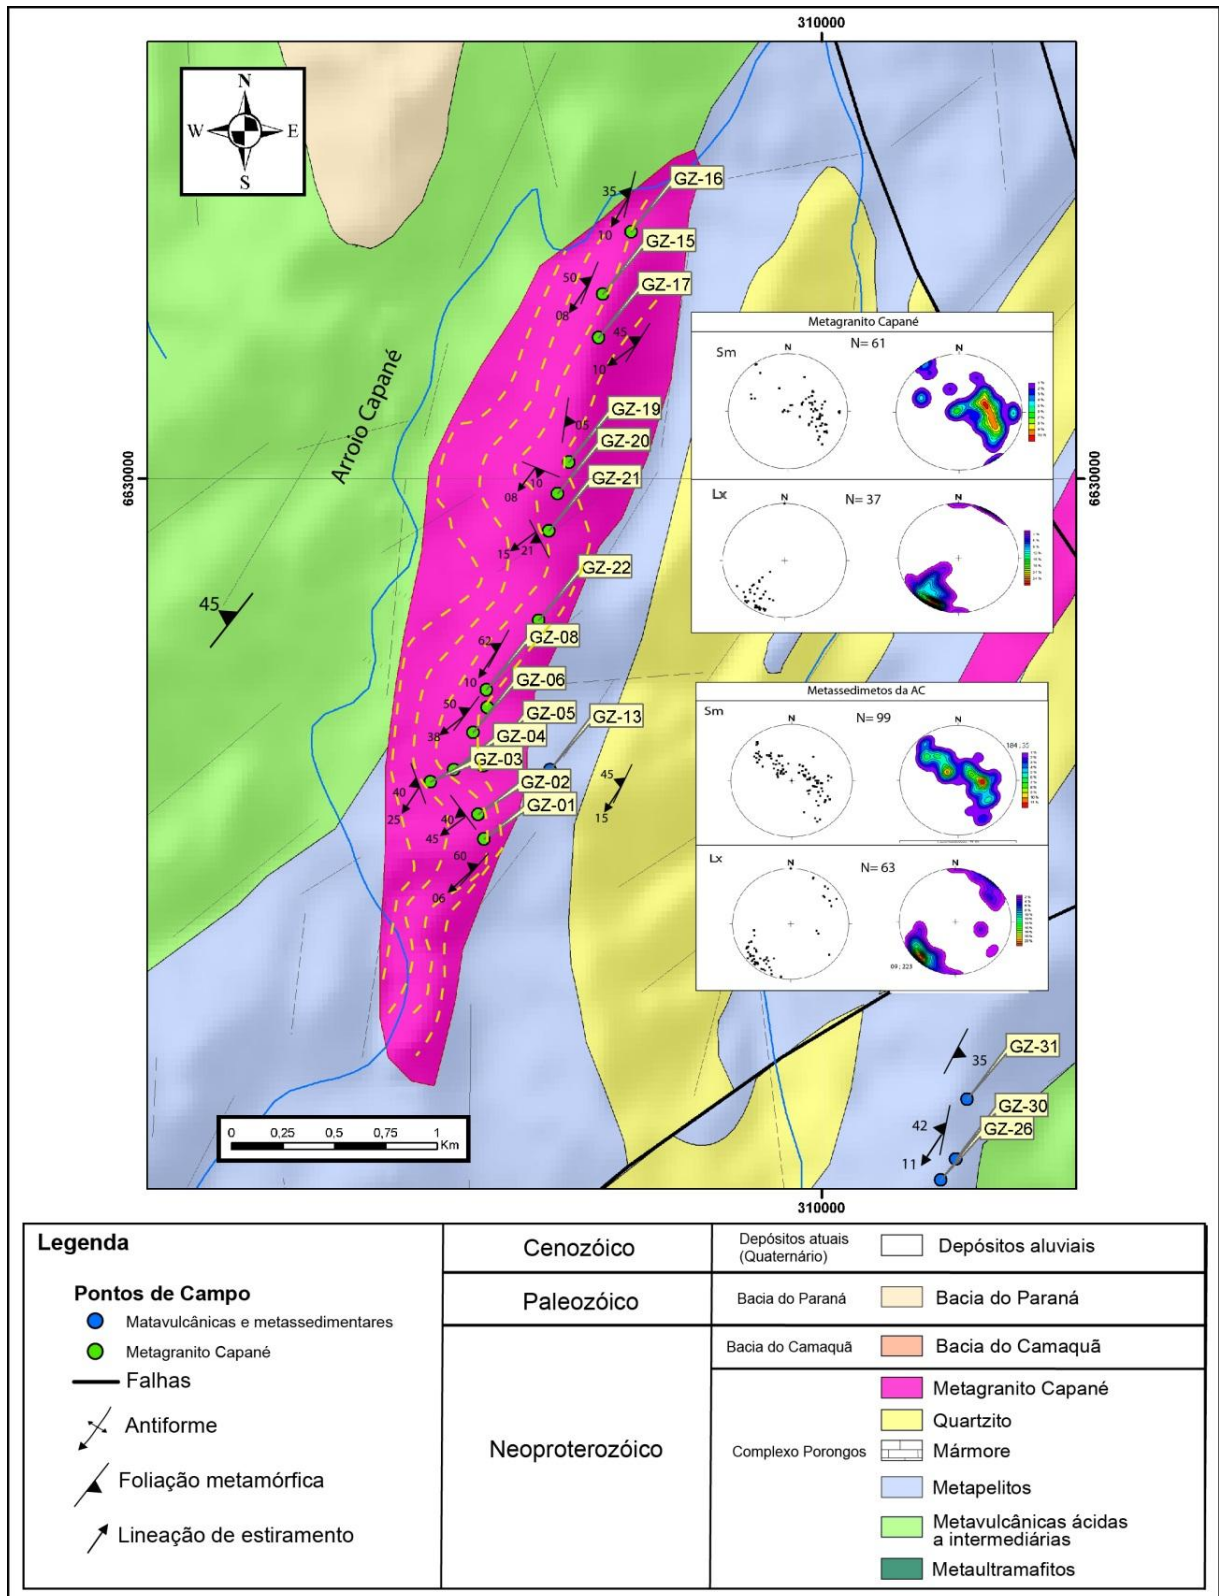 310000
N
W
E
S
35
GZ-16
10
GZ-15
50
GZ-17
08
45
10
Arroio Capané
GZ-19
05
GZ-20
10
08
GZ-21
15
21
GZ-22
45
62
GZ-08
10
GZ-06
50
GZ-05
GZ-13
38
GZ-04
GZ-03
45
40
GZ-02
25
40
GZ-01
15
45
60
06
6630000
6630000
Metagranito Capané
Sm
N
N= 61
N
Lx
N
N= 37
N
Metassedimetos da AC
Sm
N
N= 99
N
Lx
N
N= 63
N
09 ; 223
GZ-31
35
GZ-30
42
GZ-26
11
0
0,25
0,5
0,75
1
Km
310000
Legenda
Pontos de Campo
Matavulcânicas e metassedimentares
Metagranito Capané
Falhas
Antiforme
Foliação metamórfica
Lineação de estiramento
Cenozóico
Depósitos atuais
(Quaternário)
Depósitos aluviais
Paleozóico
Bacia do Paraná
Bacia do Paraná
Neoproterozóico
Bacia do Camaquã
Bacia do Camaquã
Complexo Porongos
Metagranito Capané
Quartzito
Mármore
Metapelitos
Metavulcânicas ácidas
a intermediárias
Metaultramafitos